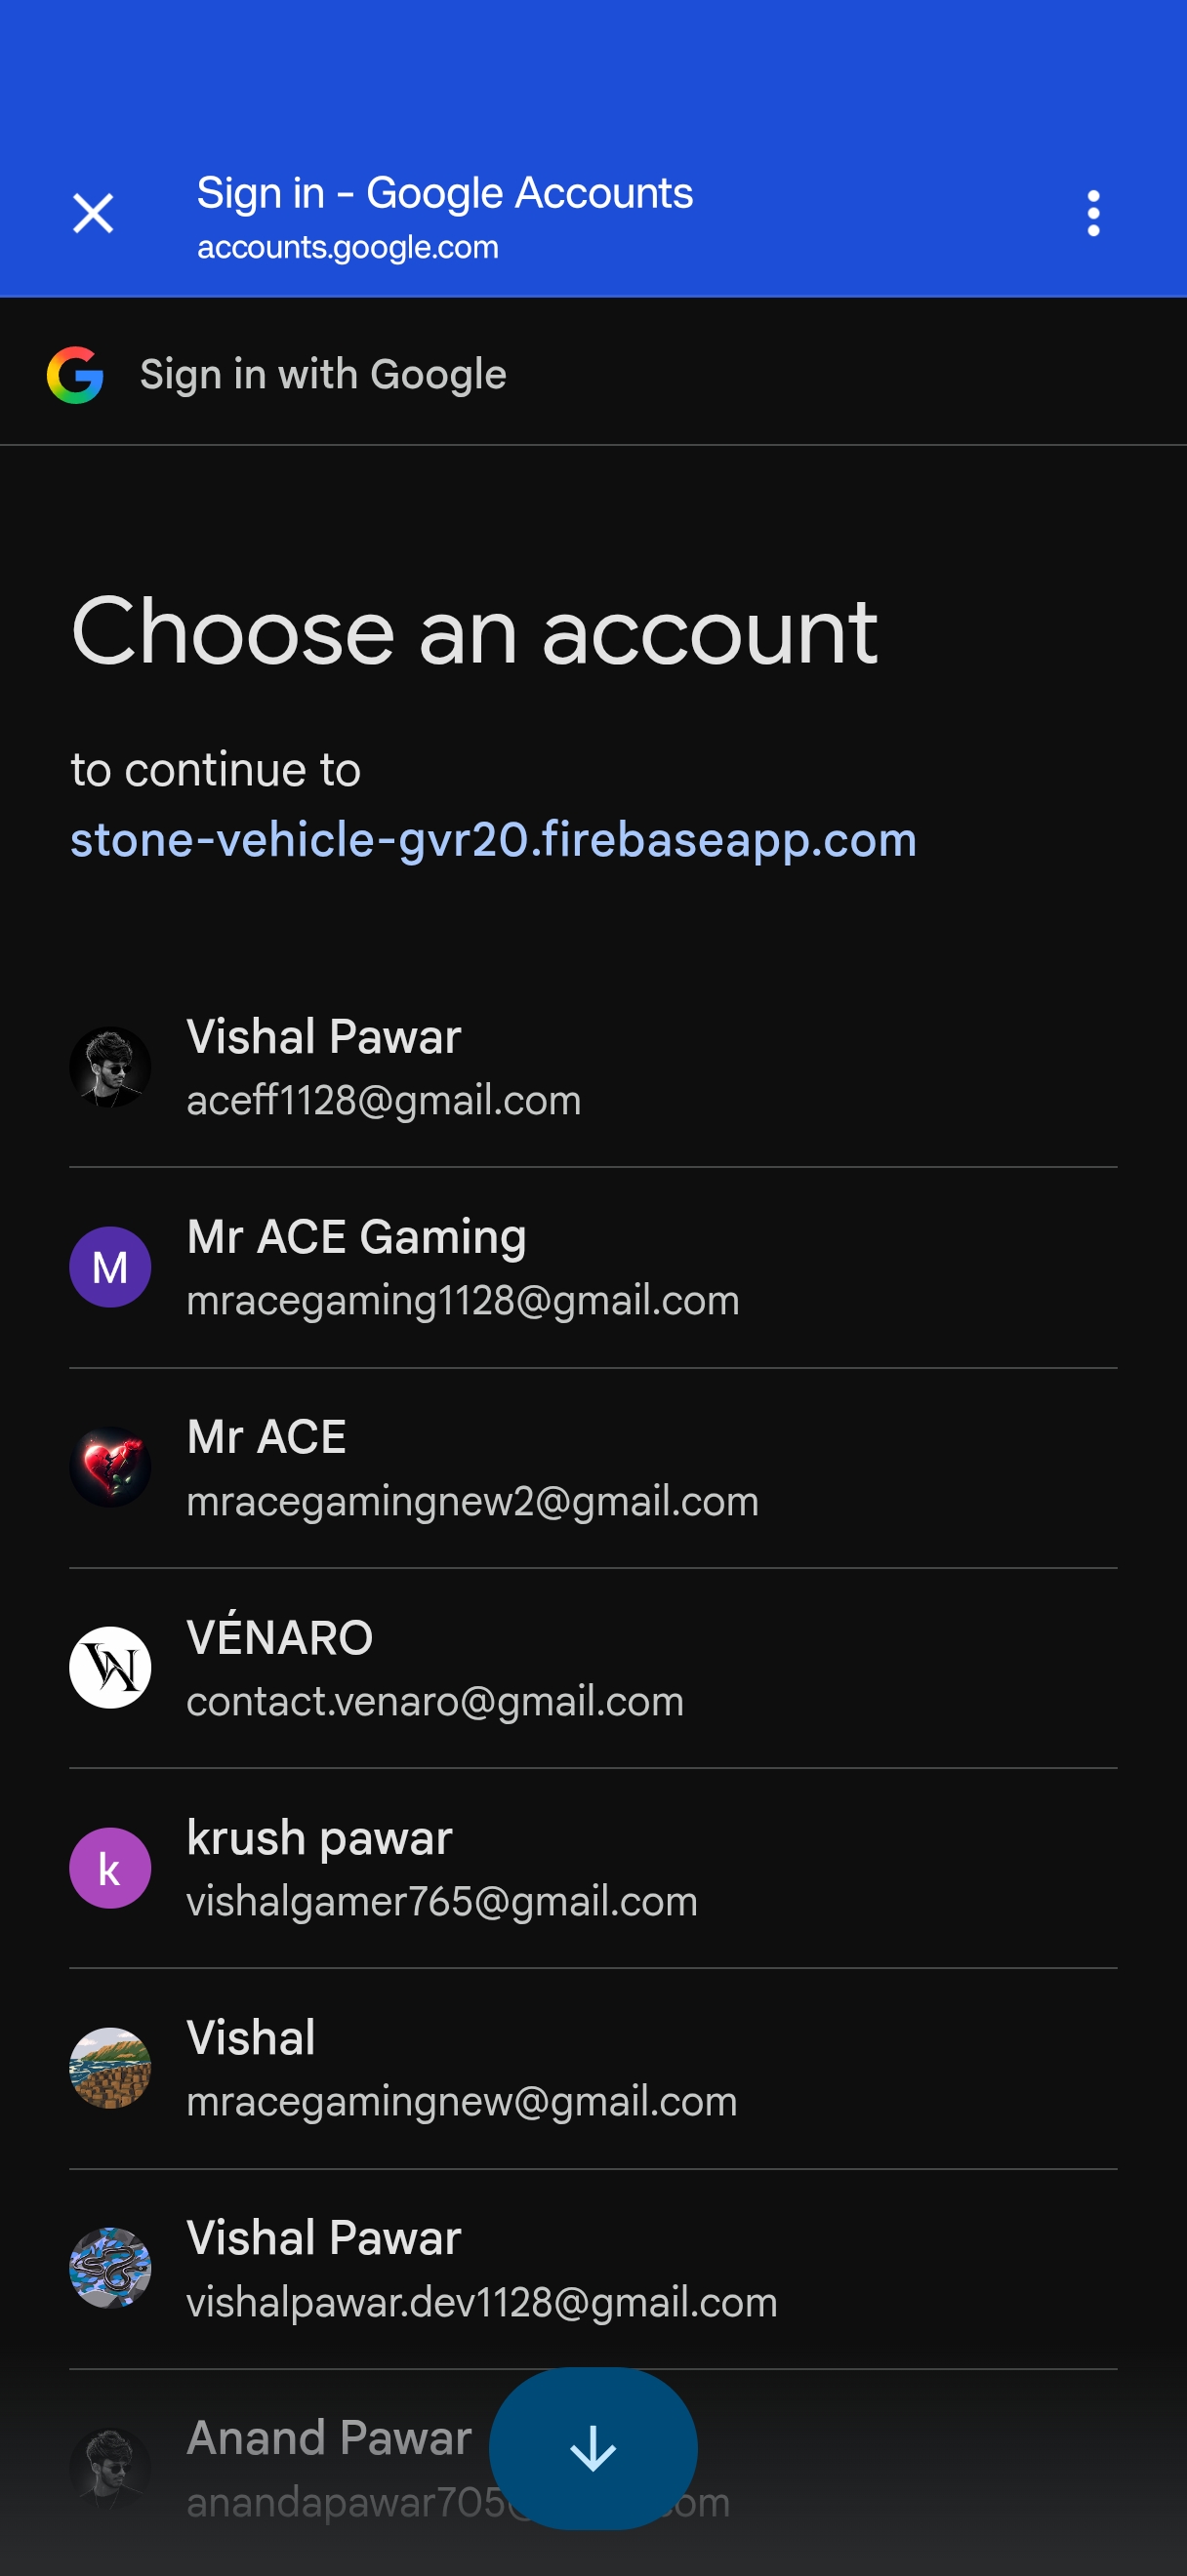 Sign in - Google Accounts
accounts.google.com
Sign in with Google
Choose an account
to continue to
stone-vehicle-gvr20.firebaseapp.com
Vishal Pawar
aceff1128@gmail.com
M
Mr ACE Gaming
mracegaming1128@gmail.com
Mr ACE
mracegamingnew2@gmail.com
VÉNARO
contact.venaro@gmail.com
k
krush pawar
vishalgamer765@gmail.com
Vishal
mracegamingnew@gmail.com
Vishal Pawar
vishalpawar.dev1128@gmail.com
Anand Pawar